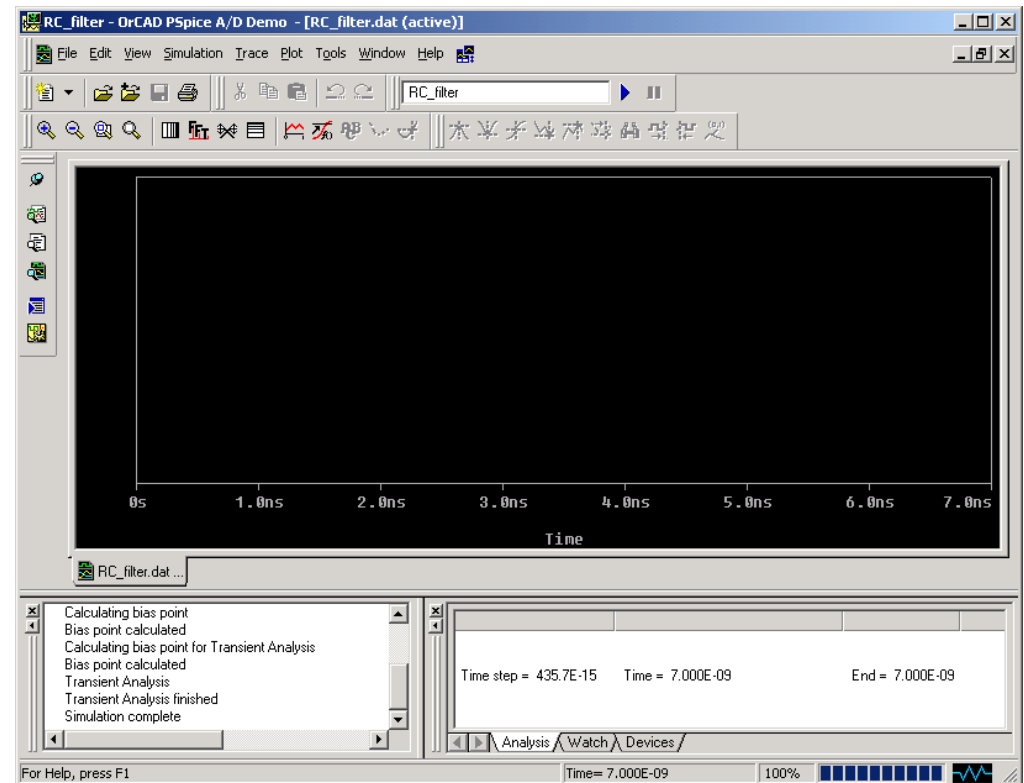 RC_filter - OrCAD PSpice A/D Demo - [RC_filter.dat (active)]
File Edit View Simulation Trace Plot Tools Window Help
RC_filter
FFT
0s 1.0ns 2.0ns 3.0ns 4.0ns 5.0ns 6.0ns 7.0ns
Time
RC_filter.dat ...
Calculating bias point
Bias point calculated
Calculating bias point for Transient Analysis
Bias point calculated
Transient Analysis
Transient Analysis finished
Simulation complete
Time step = 435.7E-15 Time = 7.000E-09 End = 7.000E-09
Analysis Watch Devices
For Help, press F1 Time= 7.000E-09 100%